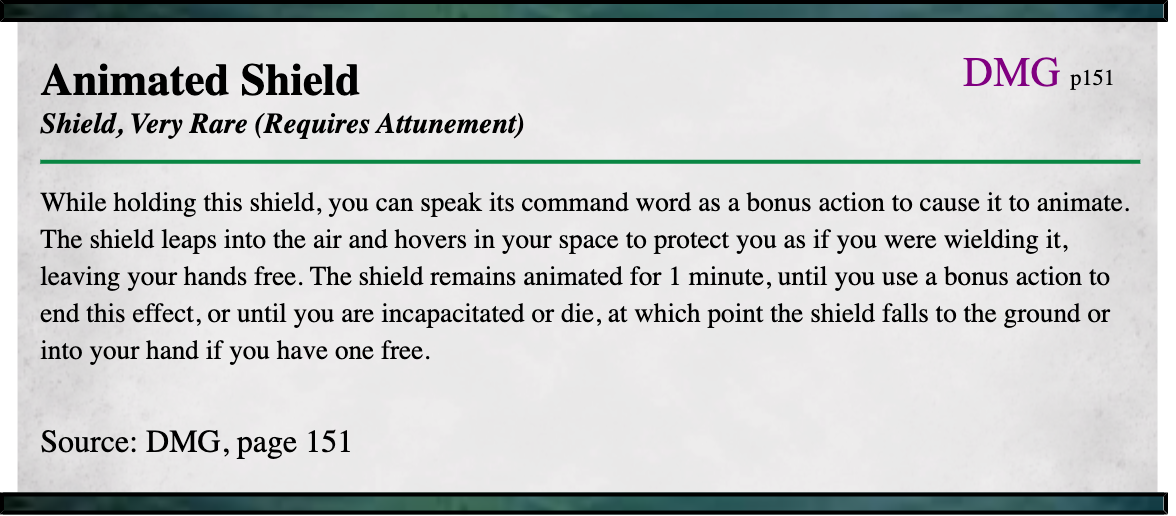 Animated Shield
DMG p151
Shield, Very Rare (Requires Attunement)
While holding this shield, you can speak its command word as a bonus action to cause it to animate.
The shield leaps into the air and hovers in your space to protect you as if you were wielding it,
leaving your hands free. The shield remains animated for 1 minute, until you use a bonus action to
end this effect, or until you are incapacitated or die, at which point the shield falls to the ground or
into your hand if you have one free.
Source: DMG, page 151